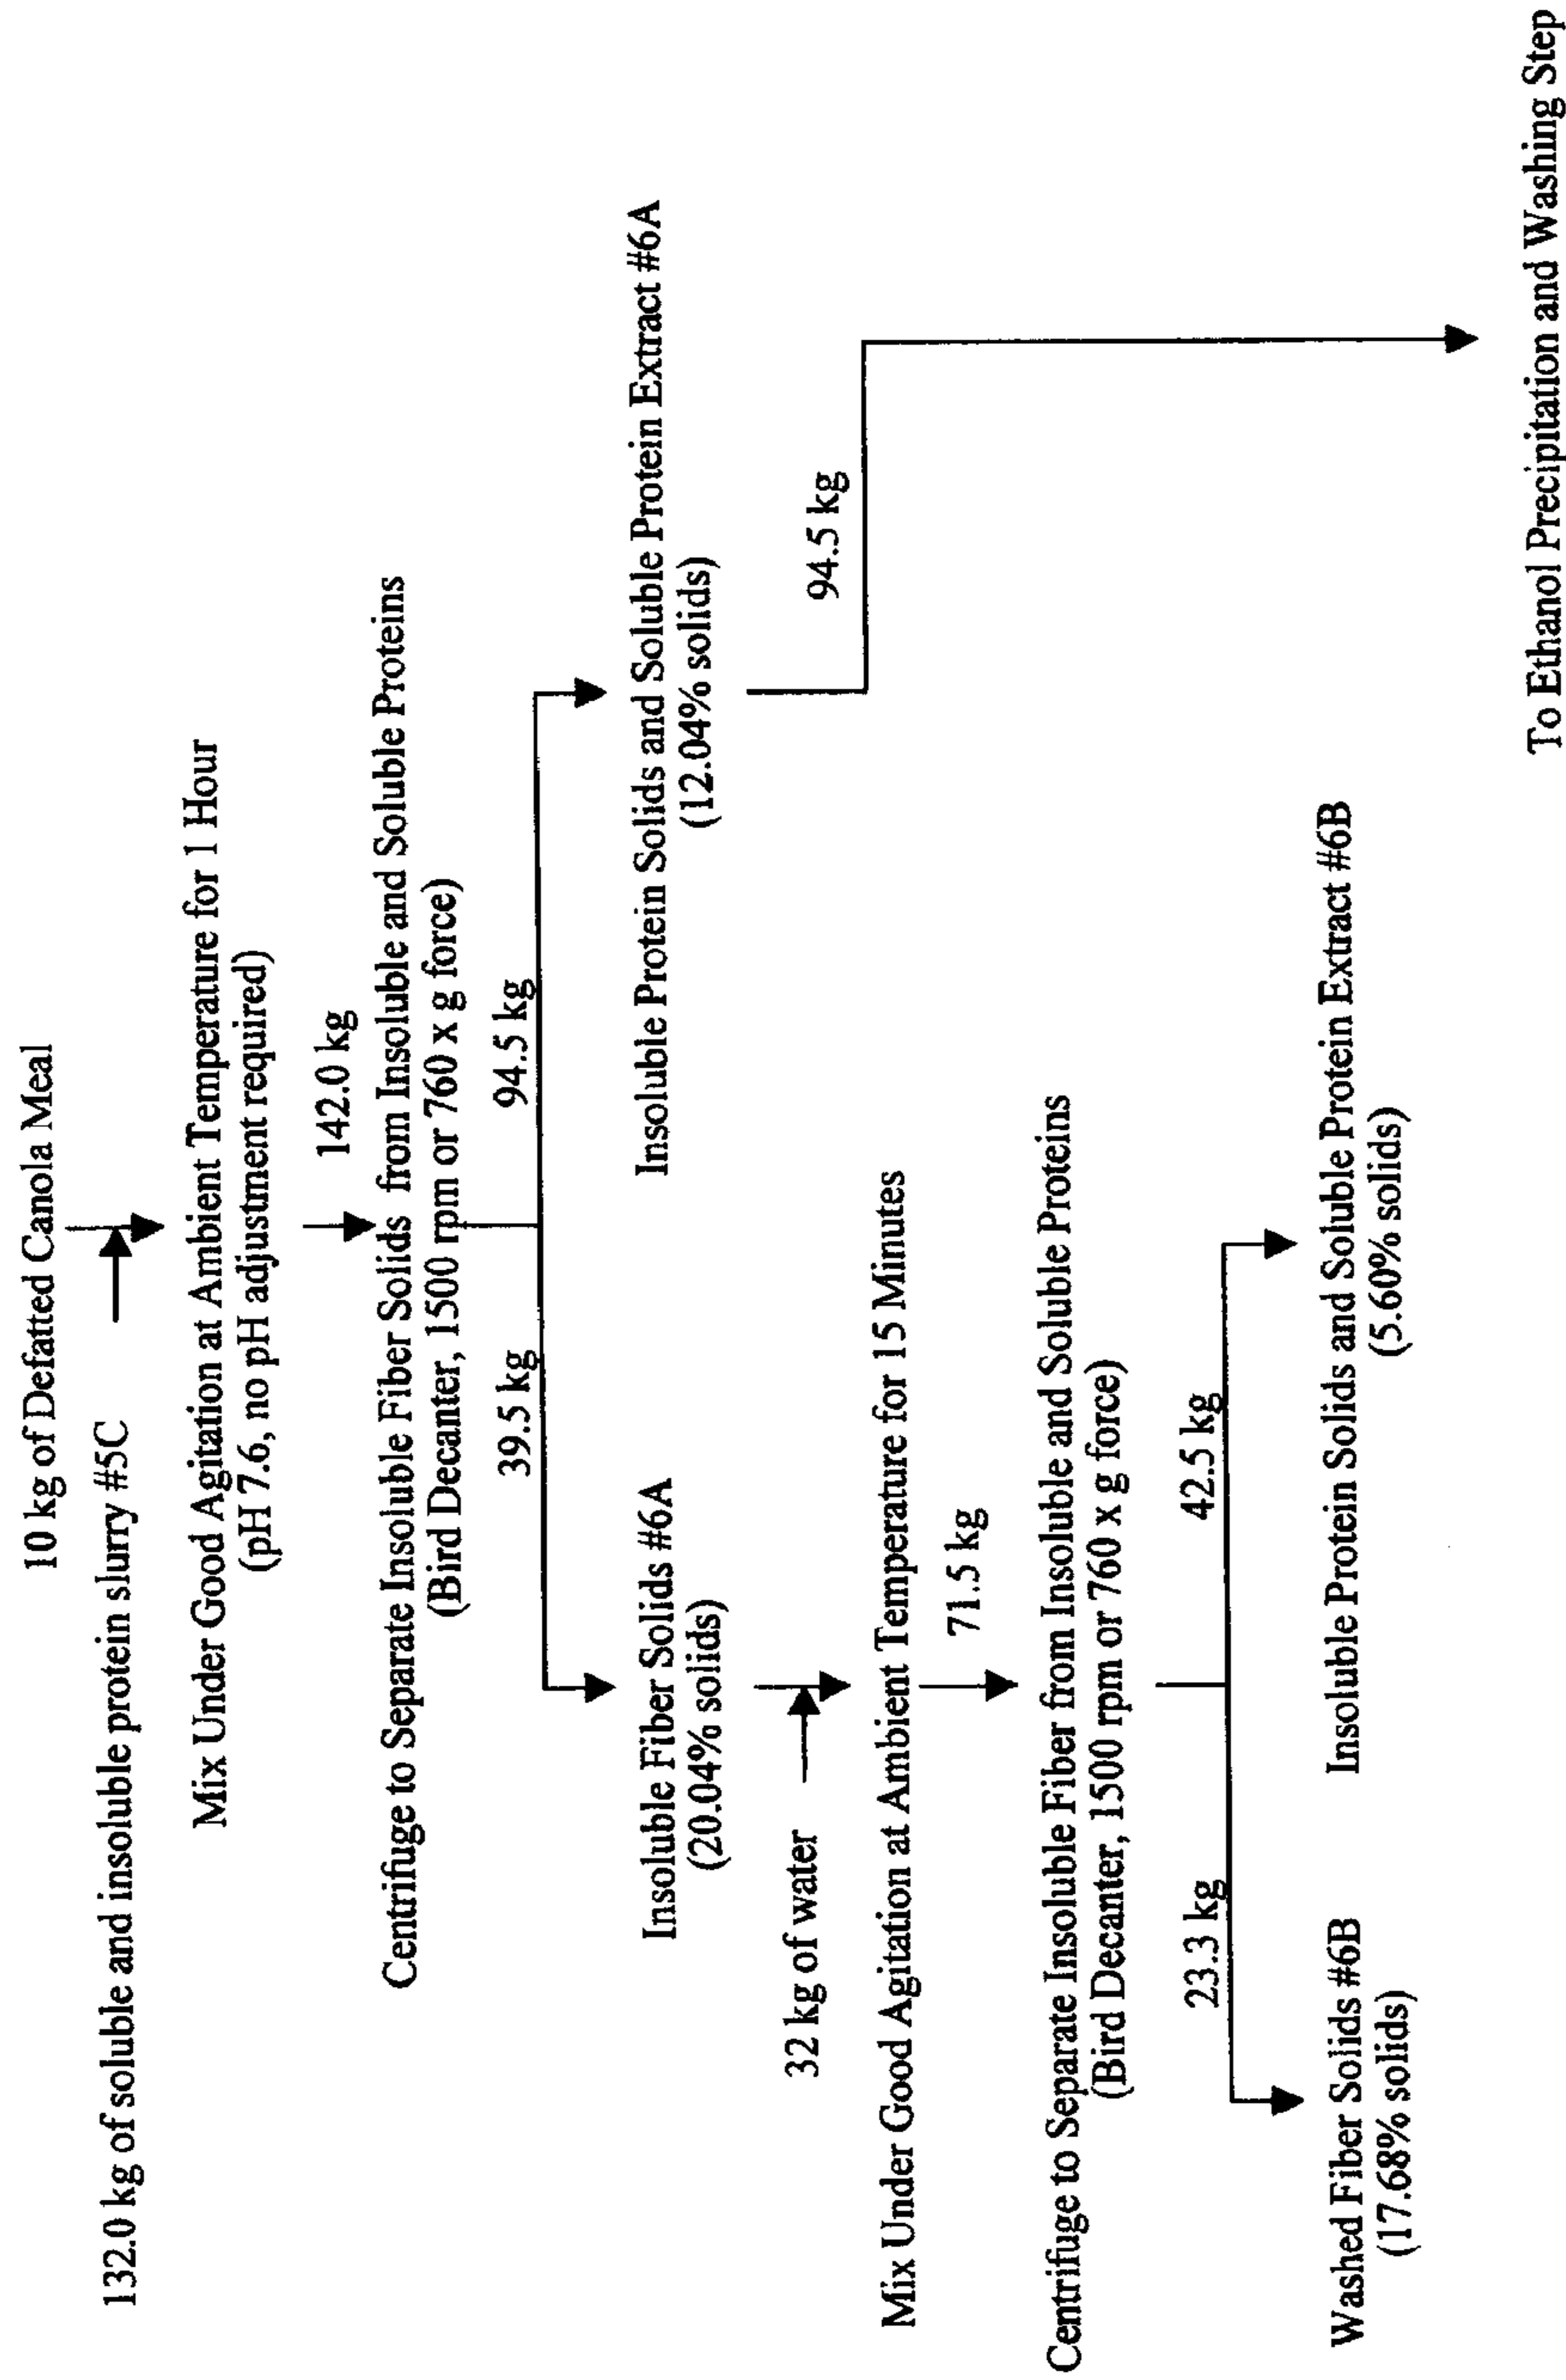 10 kg of Defatted Canola Meal
132.0 kg of soluble and insoluble protein slurry #5C
Mix Under Good Agitation at Ambient Temperature for 1 Hour
(pH 7.6, no pH adjustment required)
142.0 kg
Centrifuge to Separate Insoluble Fiber Solids from Insoluble and Soluble Proteins
(Bird Decanter, 1500 rpm or 760 x g force)
39.5 kg
94.5 kg
Insoluble Fiber Solids #6A
(20.04% solids)
Insoluble Protein Solids and Soluble Protein Extract #6A
(12.04% solids)
32 kg of water
94.5 kg
Mix Under Good Agitation at Ambient Temperature for 15 Minutes
71.5 kg
Centrifuge to Separate Insoluble Fiber from Insoluble and Soluble Proteins
(Bird Decanter, 1500 rpm or 760 x g force)
23.3 kg
42.5 kg
Washed Fiber Solids #6B
(17.68% solids)
Insoluble Protein Solids and Soluble Protein Extract #6B
(5.60% solids)
To Ethanol Precipitation and Washing Step